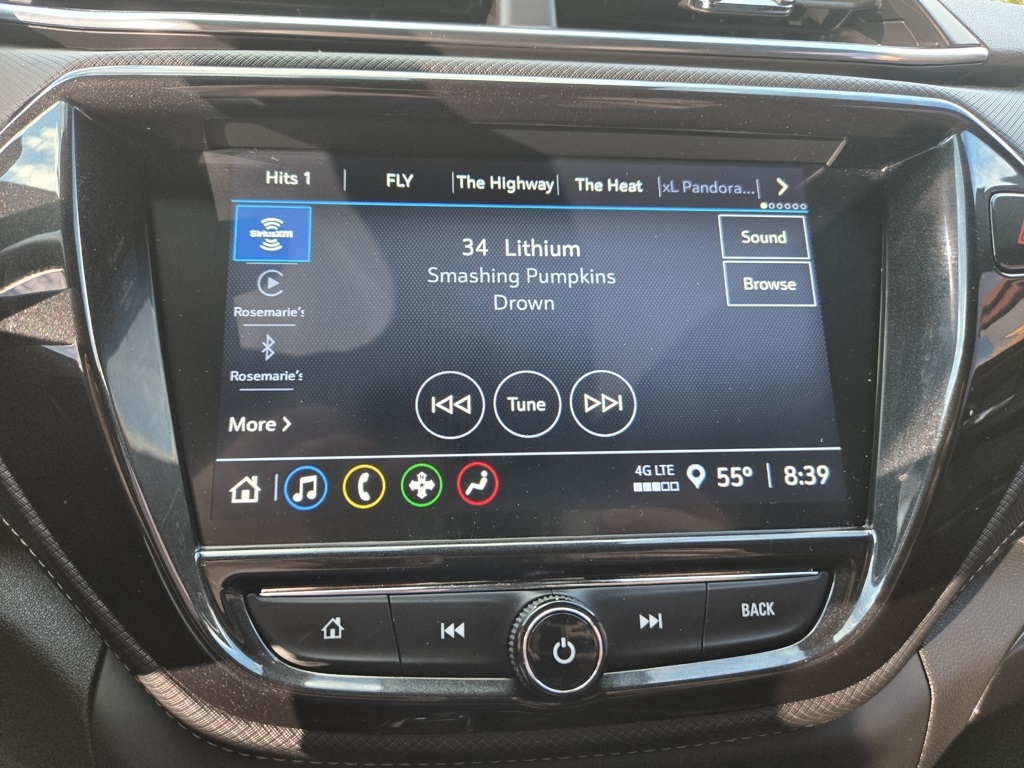 Hits 1 FLY The Highway The Heat xL Pandora...
SiriusXM
34 Lithium
Sound
Smashing Pumpkins
Drown
Browse
Rosemarie's
Rosemarie's
Tune
More
4G LTE
55° 8:39
BACK